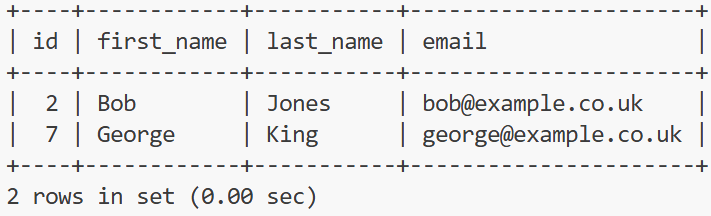 +----+------------+-----------+----------------------+
| id | first_name | last_name | email                |
+----+------------+-----------+----------------------+
|  2 | Bob        | Jones     | bob@example.co.uk    |
|  7 | George     | King      | george@example.co.uk |
+----+------------+-----------+----------------------+
2 rows in set (0.00 sec)